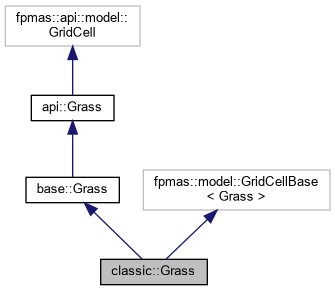 fpmas::api::model::
GridCell
api::Grass
base::Grass
fpmas::model::GridCellBase
< Grass >
classic::Grass